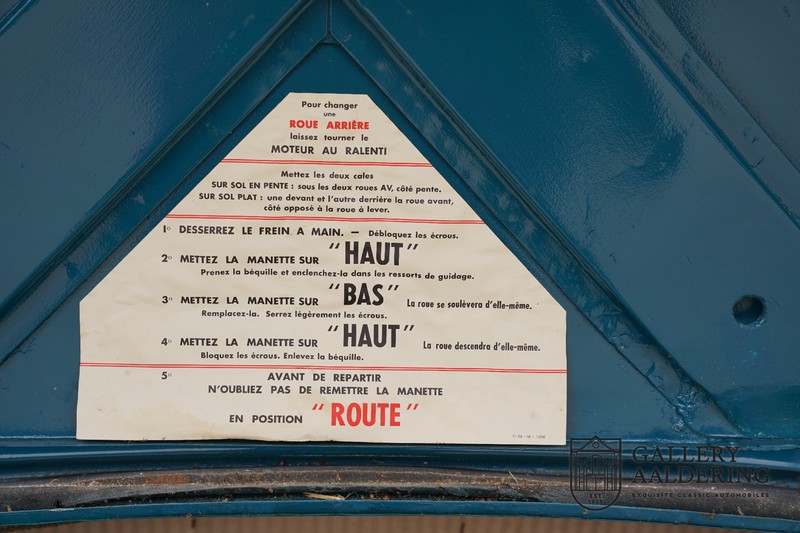 Pour changer
une
ROUE ARRIÈRE
laissez tourner le
MOTEUR AU RALENTI
Mettez les deux cales
SUR SOL EN PENTE : sous les deux roues AV, côté pente.
SUR SOL PLAT : une devant et l'autre derrière la roue avant,
côté opposé à la roue à lever.
1° DESSERREZ LE FREIN A MAIN. — Débloquez les écrous.
2° METTEZ LA MANETTE SUR "HAUT"
Prenez la béquille et enclenchez-la dans les ressorts de guidage.
3° METTEZ LA MANETTE SUR "BAS" La roue se soulèvera d'elle-même.
Remplacez-la. Serrez légèrement les écrous.
4° METTEZ LA MANETTE SUR "HAUT" La roue descendra d'elle-même.
Bloquez les écrous. Enlevez la béquille.
5° AVANT DE REPARTIR
N'OUBLIEZ PAS DE REMETTRE LA MANETTE
EN POSITION "ROUTE"
GALLERY
AALDERING
EXQUISITE CLASSIC AUTOMOBILES